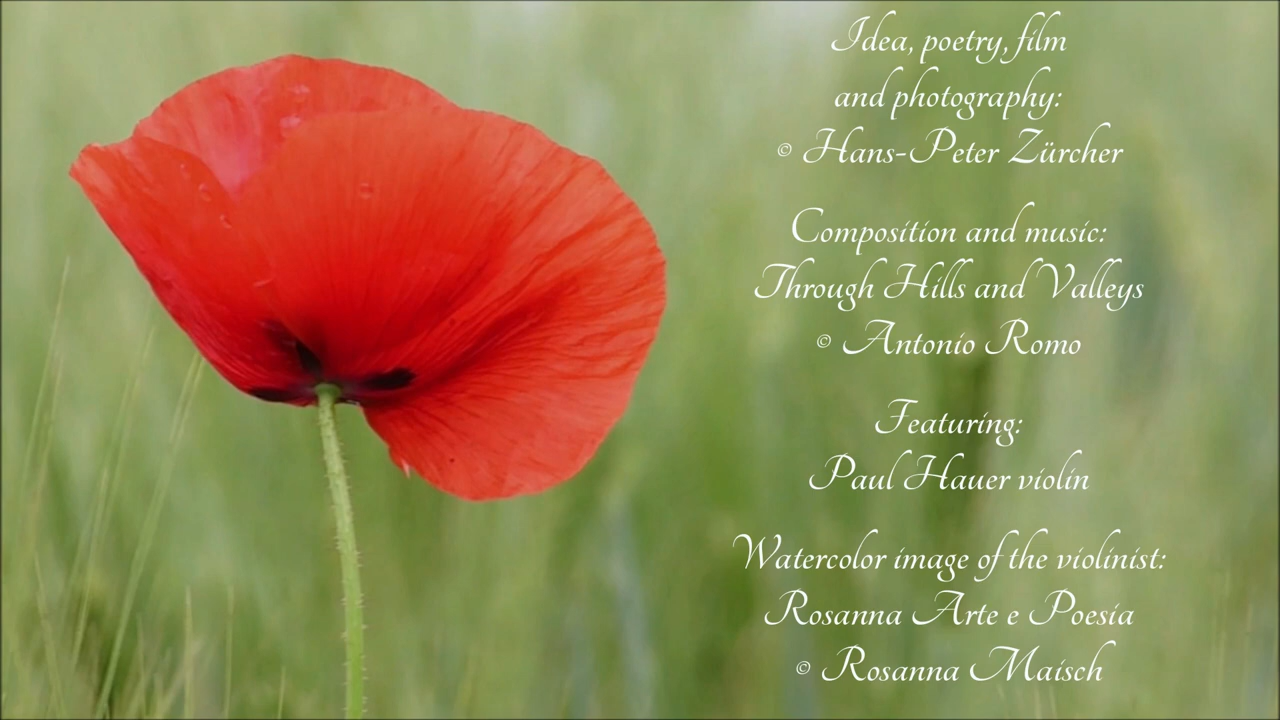 Idea, poetry, film
and photography:
© Hans-Peter Zürcher
Composition and music:
Through Hills and Valleys
© Antonio Romo
Featuring:
Paul Hauer violin
Watercolor image of the violinist:
Rosanna Arte e Poesia
© Rosanna Maisch